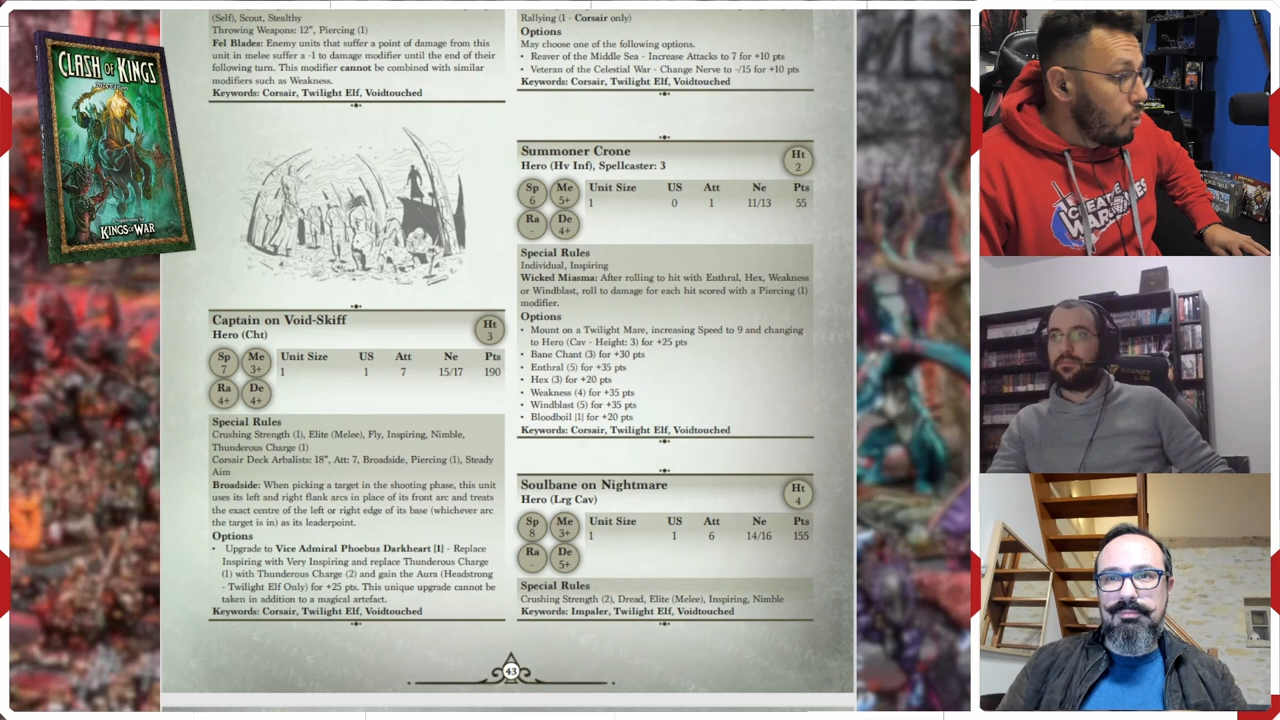 CLASH OF KINGS
A Supplement for
KINGS OF WAR
(Self), Scout, Stealthy
Throwing Weapons: 12", Piercing (1)
Fel Blades: Enemy units that suffer a point of damage from this
unit in melee suffer a -1 to damage modifier until the end of their
following turn. This modifier cannot be combined with similar
modifiers such as Weakness.
Keywords: Corsair, Twilight Elf, Voidtouched
Captain on Void-Skiff
Hero (Cht)
Ht
3
Sp
7
Me
3+
Unit Size US Att Ne Pts
1 1 7 15/17 190
Ra
4+
De
4+
Special Rules
Crushing Strength (1), Elite (Melee), Fly, Inspiring, Nimble,
Thunderous Charge (1)
Corsair Deck Arbalists: 18", Att: 7, Broadside, Piercing (1), Steady
Aim
Broadside: When picking a target in the shooting phase, this unit
uses its left and right flank arcs in place of its front arc and treats
the exact centre of the left or right edge of its base (whichever arc
the target is in) as its leaderpoint.
Options
• Upgrade to Vice Admiral Phoebus Darkheart [1] - Replace
Inspiring with Very Inspiring and replace Thunderous Charge
(1) with Thunderous Charge (2) and gain the Aura (Headstrong
- Twilight Elf Only) for +25 pts. This unique upgrade cannot be
taken in addition to a magical artefact.
Keywords: Corsair, Twilight Elf, Voidtouched
Rallying (1 - Corsair only)
Options
May choose one of the following options.
• Reaver of the Middle Sea - Increase Attacks to 7 for +10 pts
• Veteran of the Celestial War - Change Nerve to -/15 for +10 pts
Keywords: Corsair, Twilight Elf, Voidtouched
Summoner Crone
Hero (Hv Inf), Spellcaster: 3
Ht
2
Sp
6
Me
5+
Unit Size US Att Ne Pts
1 0 1 11/13 55
Ra
-
De
4+
Special Rules
Individual, Inspiring
Wicked Miasma: After rolling to hit with Enthral, Hex, Weakness
or Windblast, roll to damage for each hit scored with a Piercing (1)
modifier.
Options
• Mount on a Twilight Mare, increasing Speed to 9 and changing
to Hero (Cav - Height: 3) for +25 pts
• Bane Chant (3) for +30 pts
• Enthral (5) for +35 pts
• Hex (3) for +20 pts
• Weakness (4) for +35 pts
• Windblast (5) for +35 pts
• Bloodboil [1] for +20 pts
Keywords: Corsair, Twilight Elf, Voidtouched
Soulbane on Nightmare
Hero (Lrg Cav)
Ht
4
Sp
8
Me
3+
Unit Size US Att Ne Pts
1 1 6 14/16 155
Ra
-
De
5+
Special Rules
Crushing Strength (2), Dread, Elite (Melee), Inspiring, Nimble
Keywords: Impaler, Twilight Elf, Voidtouched
43